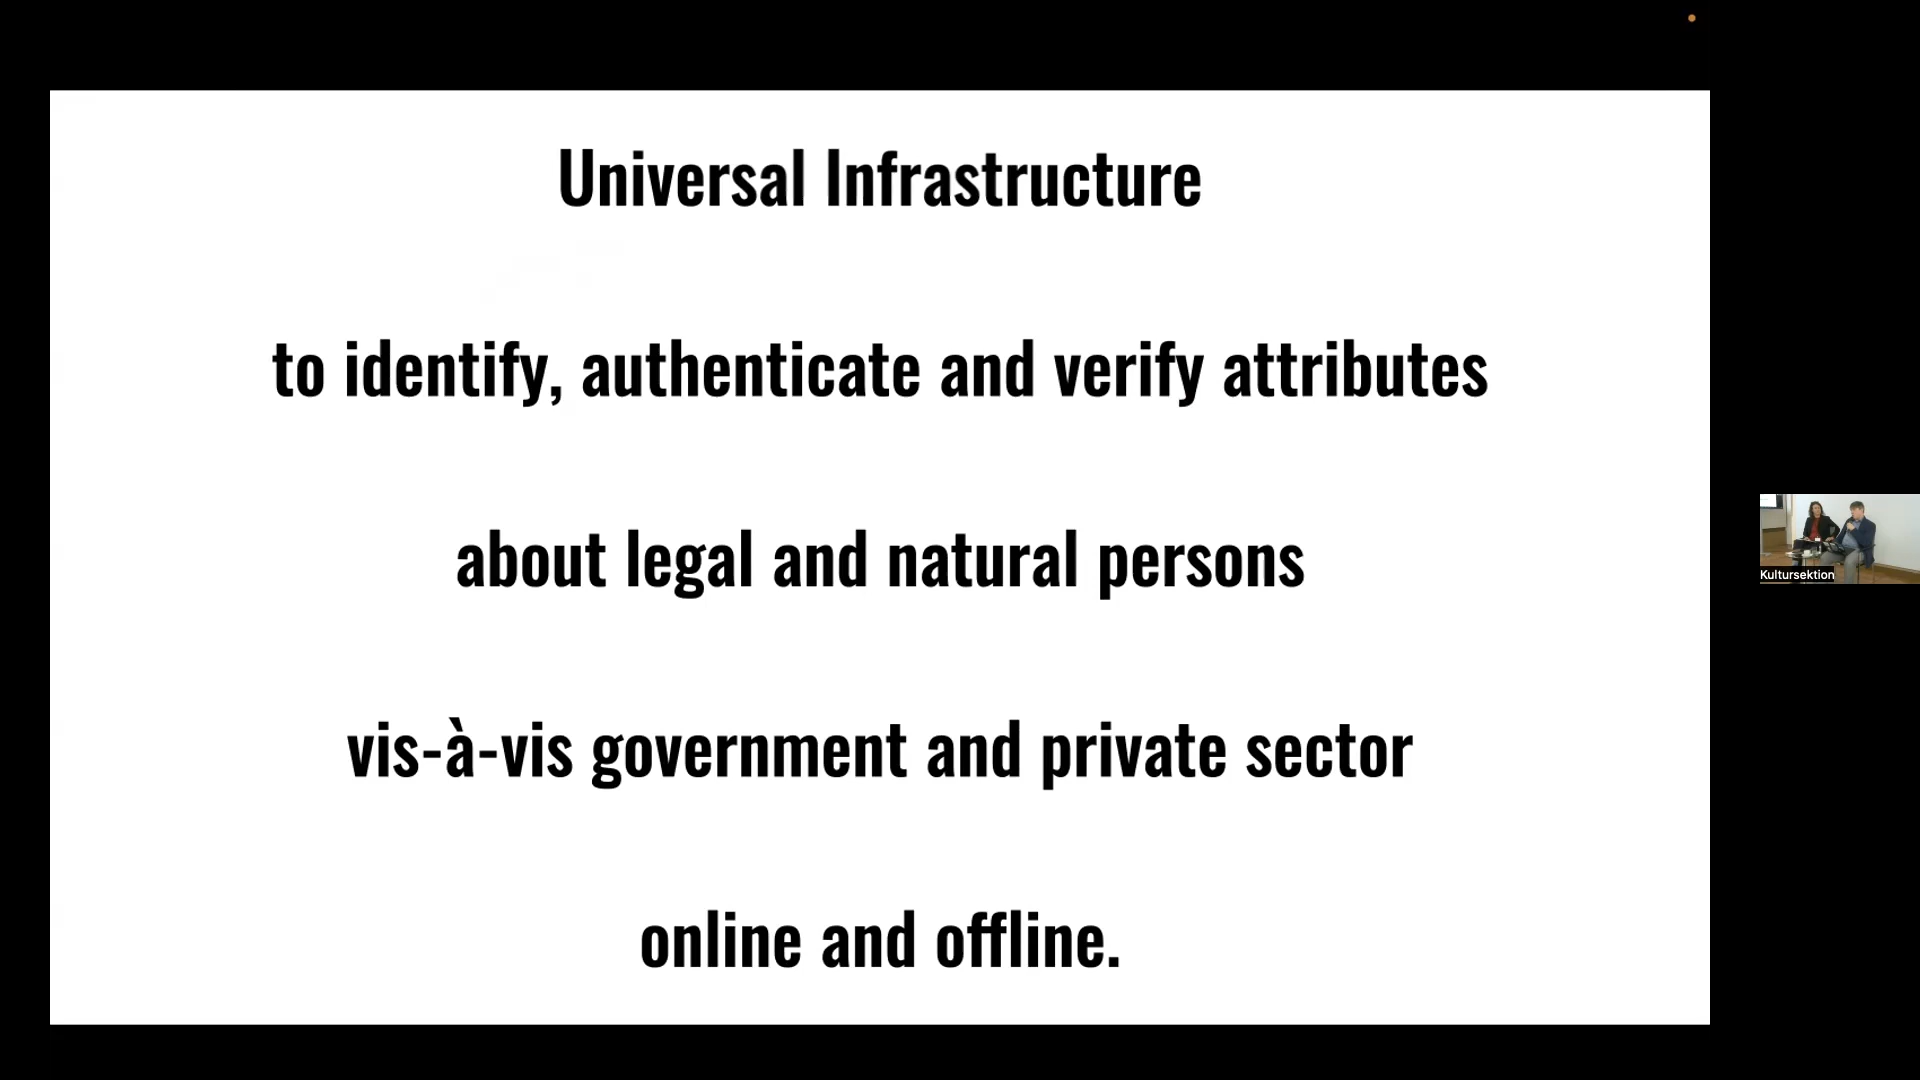 Universal Infrastructure
to identify, authenticate and verify attributes
about legal and natural persons
vis-à-vis government and private sector
online and offline.
Kultursektion